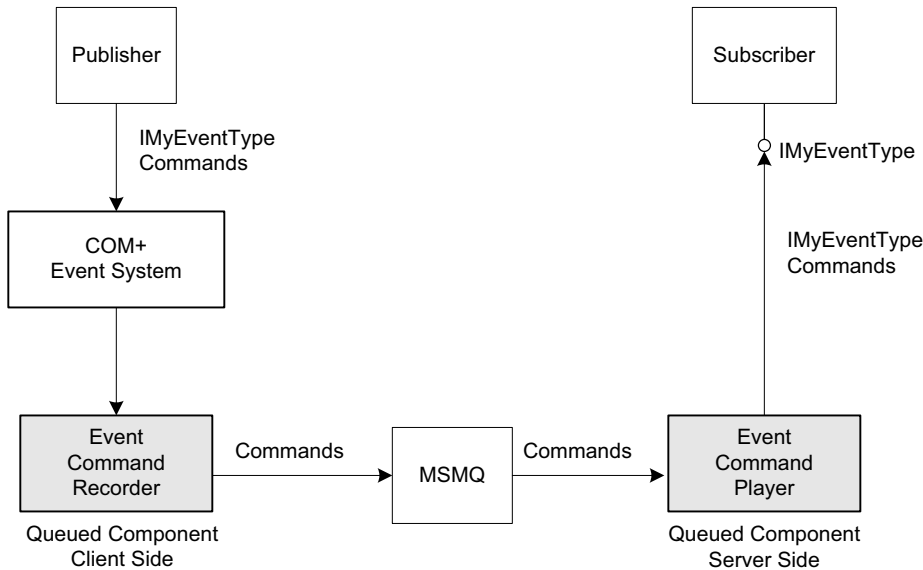 Publisher
Subscriber
IMyEventType
Commands
IMyEventType
COM+
Event System
IMyEventType
Commands
Event
Command
Recorder
Commands
MSMQ
Commands
Event
Command
Player
Queued Component
Client Side
Queued Component
Server Side